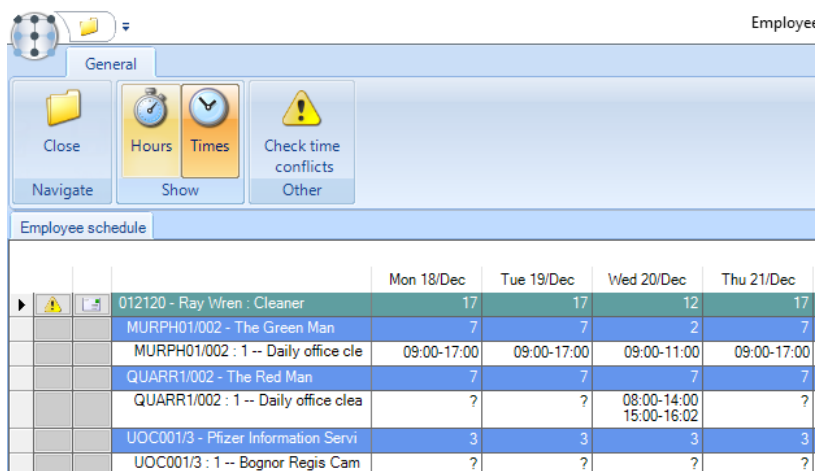 Employee
General
Close
Hours
Times
Check time
conflicts
Navigate
Show
Other
Employee schedule
Mon 18/Dec Tue 19/Dec Wed 20/Dec Thu 21/Dec
012120 - Ray Wren : Cleaner 17 17 12 17
MURPH01/002 - The Green Man 7 7 2 7
MURPH01/002 : 1 -- Daily office cle 09:00-17:00 09:00-17:00 09:00-11:00 09:00-17:00
QUARR1/002 - The Red Man 7 7 7 7
QUARR1/002 : 1 -- Daily office clea ? ? 08:00-14:00 ?
15:00-16:02
UOC001/3 - Pfizer Information Servi 3 3 3 3
UOC001/3 : 1 -- Bognor Regis Cam ? ? ? ?